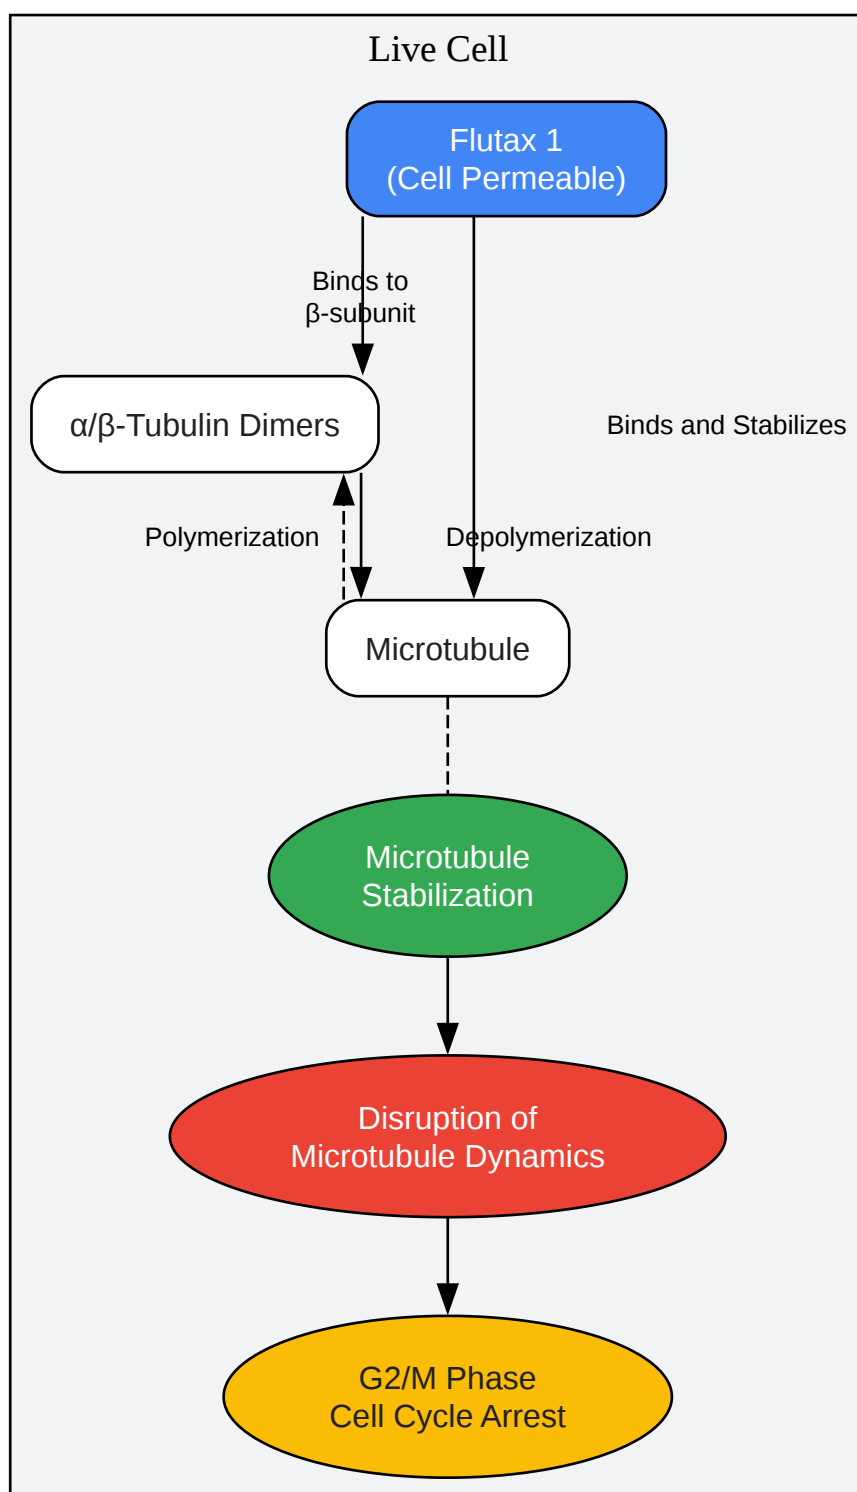 Live Cell
Flutax 1
(Cell Permeable)
Binds to
β-subunit
α/β-Tubulin Dimers
Binds and Stabilizes
Polymerization
Depolymerization
Microtubule
Microtubule
Stabilization
Disruption of
Microtubule Dynamics
G2/M Phase
Cell Cycle Arrest